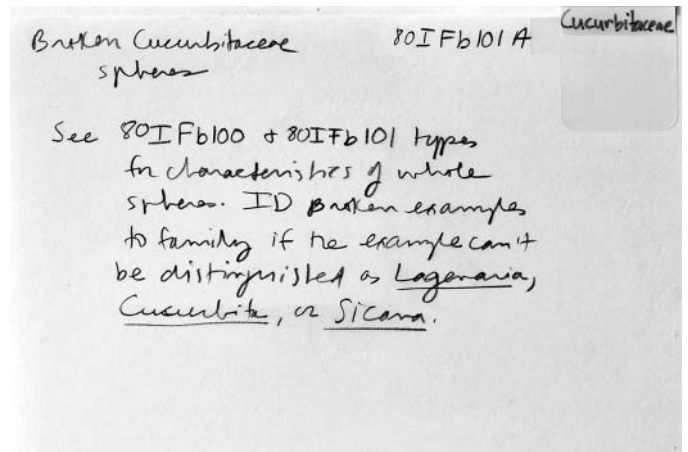 Broken Cucurbitaceae 80IFb101A Cucurbitaceae
spheres
See 80IFb100 + 80IFb101 types
for characteristics of whole
spheres. ID Broken examples
to family if the example can't
be distinguished as Lagenaria,
Cucurbita, or Sicana.